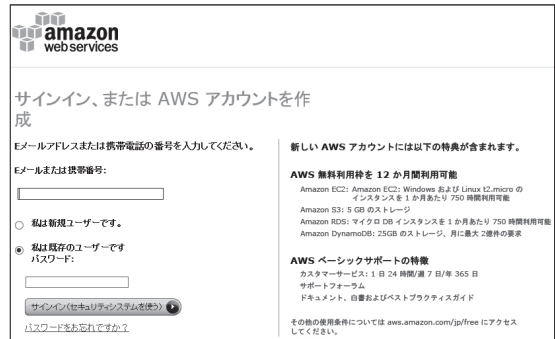 amazon
webservices
サインイン、または AWS アカウントを作
成
Eメールアドレスまたは携帯電話の番号を入力してください。
Eメールまたは携帯番号:
私は新規ユーザーです。
私は既存のユーザーです
パスワード:
サインイン(セキュリティシステムを使う)
パスワードをお忘れですか?
新しい AWS アカウントには以下の特典が含まれます。
AWS 無料利用枠を 12 か月間利用可能
Amazon EC2: Amazon EC2: Windows および Linux t2.micro の
インスタンスを 1 か月あたり 750 時間利用可能
Amazon S3: 5 GB のストレージ
Amazon RDS: マイクロ DB インスタンスを 1 か月あたり 750 時間利用可能
Amazon DynamoDB: 25GB のストレージ、月に最大 2億件の要求
AWS ベーシックサポートの特徴
カスタマーサービス: 1 日 24 時間/週 7 日/年 365 日
サポートフォーラム
ドキュメント、白書およびベストプラクティスガイド
その他の使用条件については aws.amazon.com/jp/free にアクセス
してください。